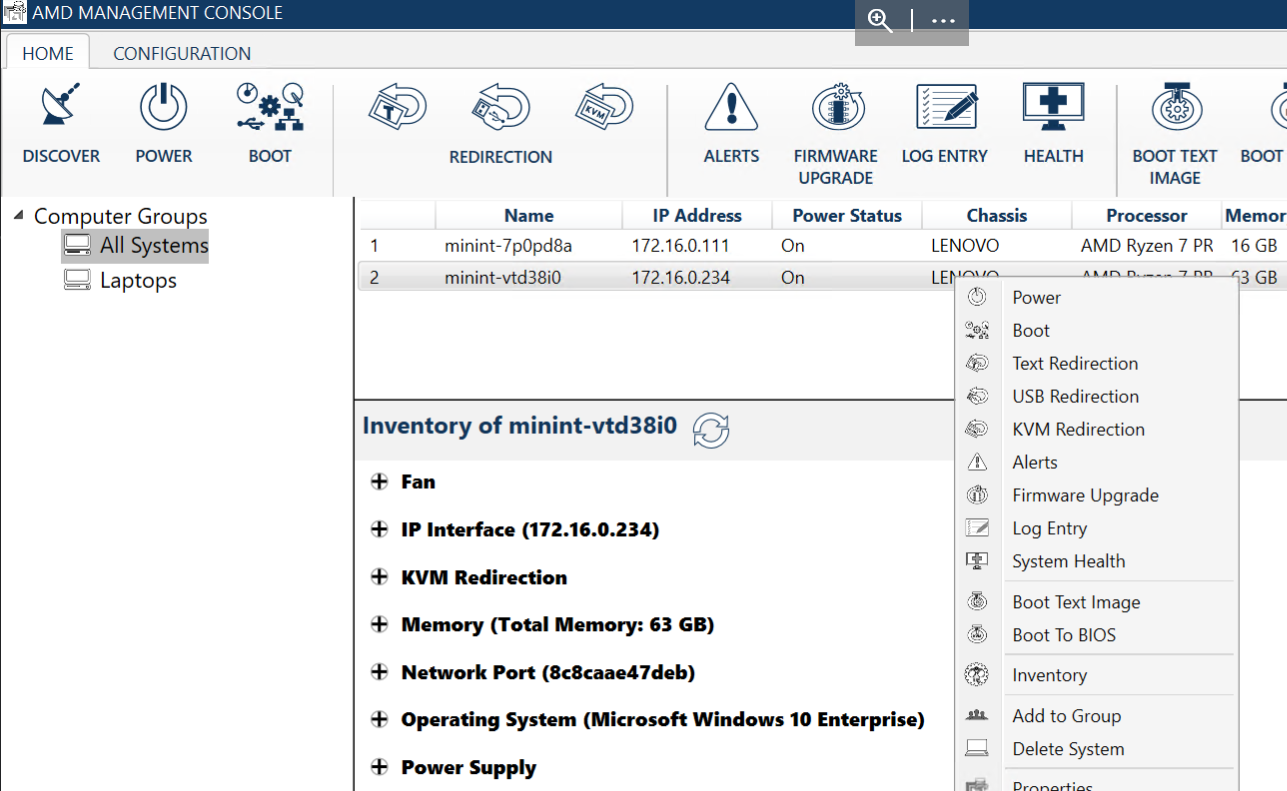 AMD MANAGEMENT CONSOLE
HOME CONFIGURATION
DISCOVER POWER BOOT REDIRECTION ALERTS FIRMWARE UPGRADE LOG ENTRY HEALTH BOOT TEXT IMAGE BOOT
T
KVM
Computer Groups
All Systems
Laptops
Name IP Address Power Status Chassis Processor Memor
1 minint-7p0pd8a 172.16.0.111 On LENOVO AMD Ryzen 7 PR 16 GB
2 minint-vtd38i0 172.16.0.234 On LENOVO AMD Ryzen 7 PR 63 GB
Power
Boot
Text Redirection
USB Redirection
KVM Redirection
Alerts
Firmware Upgrade
Log Entry
System Health
Boot Text Image
Boot To BIOS
Inventory
Add to Group
Delete System
Properties
Inventory of minint-vtd38i0
Fan
IP Interface (172.16.0.234)
KVM Redirection
Memory (Total Memory: 63 GB)
Network Port (8c8caae47deb)
Operating System (Microsoft Windows 10 Enterprise)
Power Supply